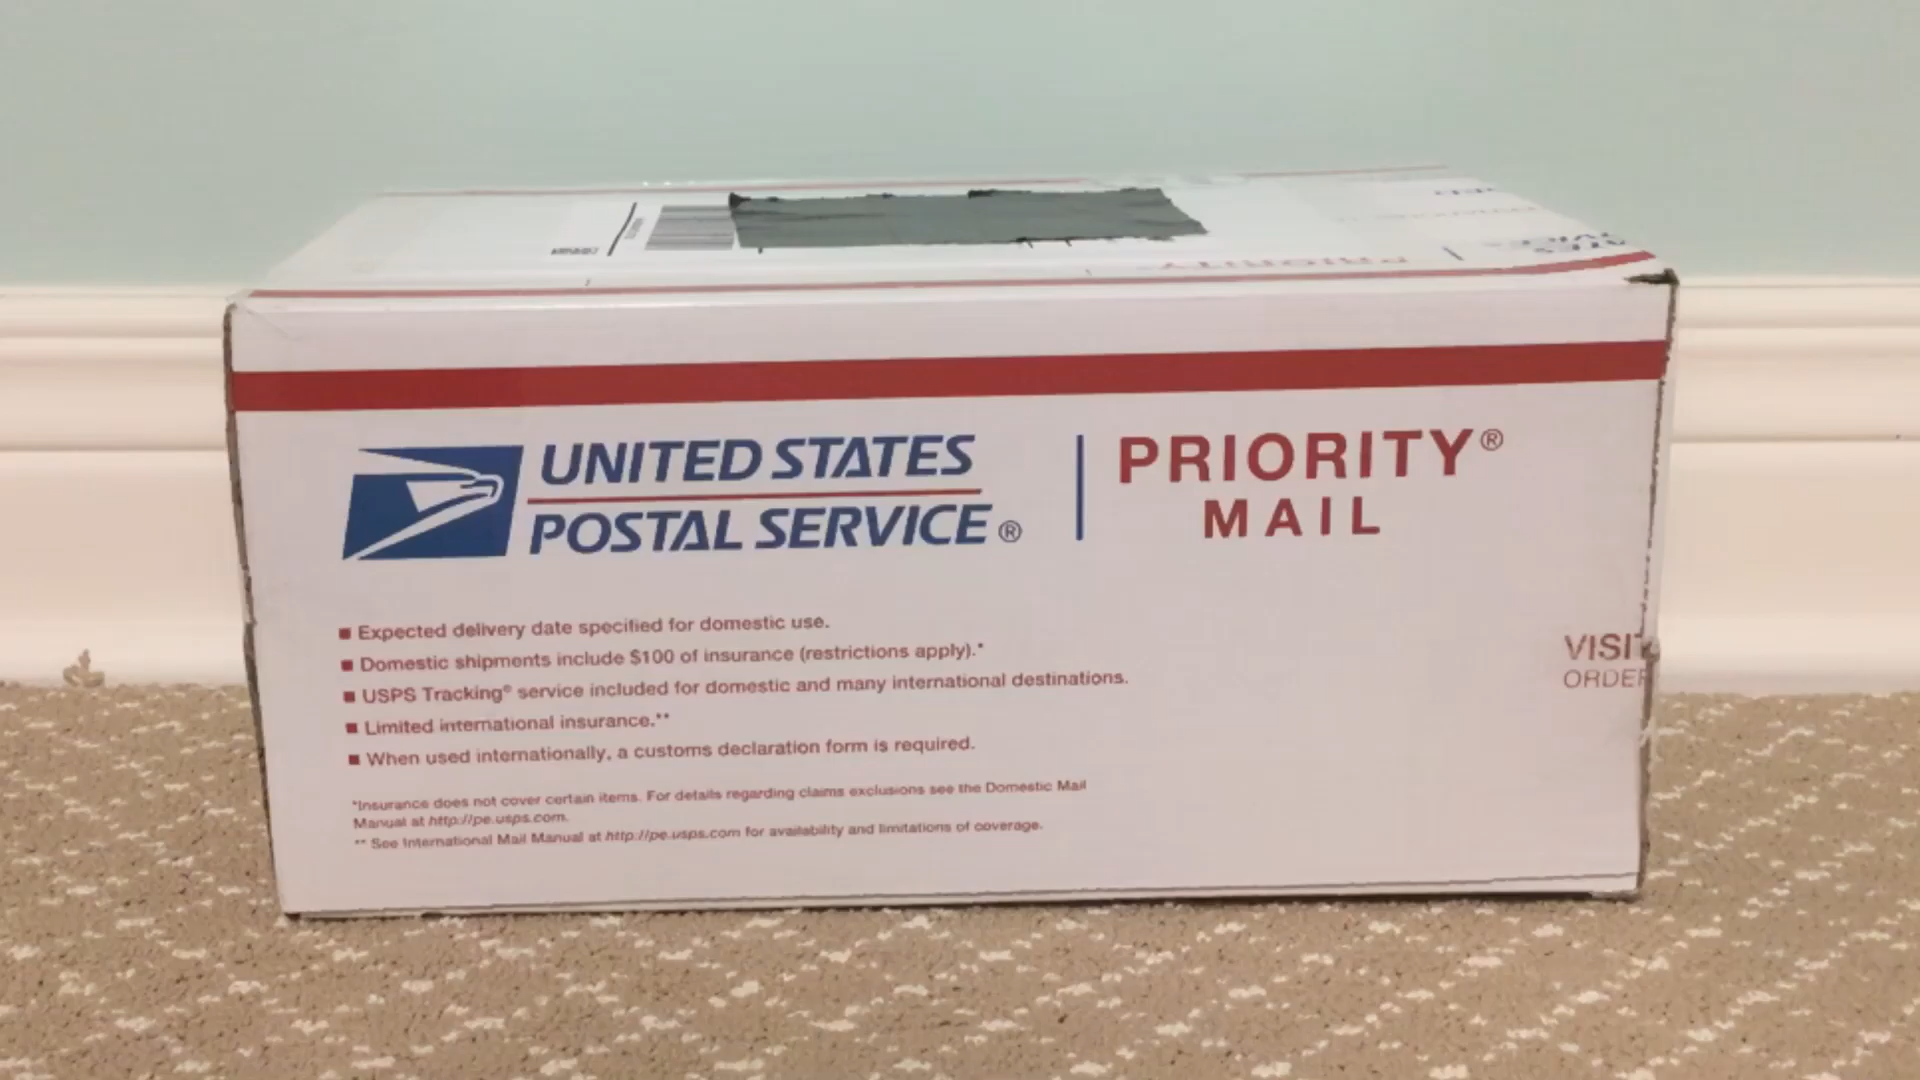 UNITED STATES
POSTAL SERVICE®
PRIORITY®
MAIL
■ Expected delivery date specified for domestic use.
■ Domestic shipments include $100 of insurance (restrictions apply).*
■ USPS Tracking® service included for domestic and many international destinations.
■ Limited international insurance.**
■ When used internationally, a customs declaration form is required.
*Insurance does not cover certain items. For details regarding claims exclusions see the Domestic Mail
Manual at http://pe.usps.com.
** See International Mail Manual at http://pe.usps.com for availability and limitations of coverage.
VISIT
ORDER
PRIORITY